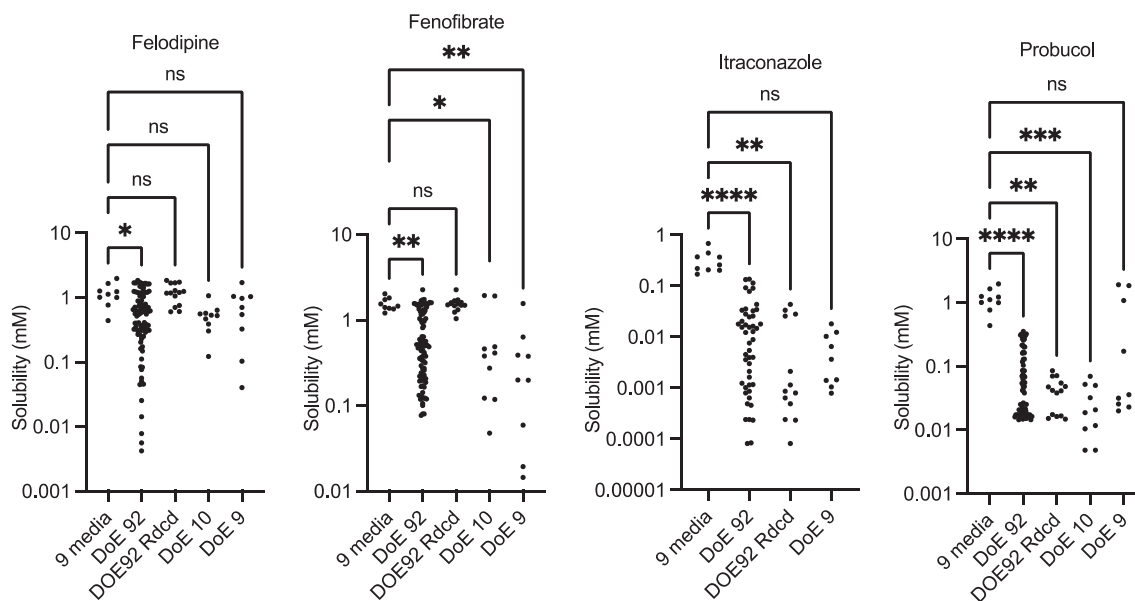 Felodipine
ns
ns
ns
*
Solubility (mM)
10
1
0.1
0.01
0.001
9 media
DoE 92
DOE92 Rdcd
DoE 10
DoE 9
Fenofibrate
**
*
ns
**
Solubility (mM)
10
1
0.1
0.01
9 media
DoE 92
DOE92 Rdcd
DoE 10
DoE 9
Itraconazole
ns
**
****
Solubility (mM)
1
0.1
0.01
0.001
0.0001
0.00001
9 media
DoE 92
DOE92 Rdcd
DoE 9
Probucol
ns
***
**
****
Solubility (mM)
10
1
0.1
0.01
0.001
9 media
DoE 92
DOE92 Rdcd
DoE 10
DoE 9